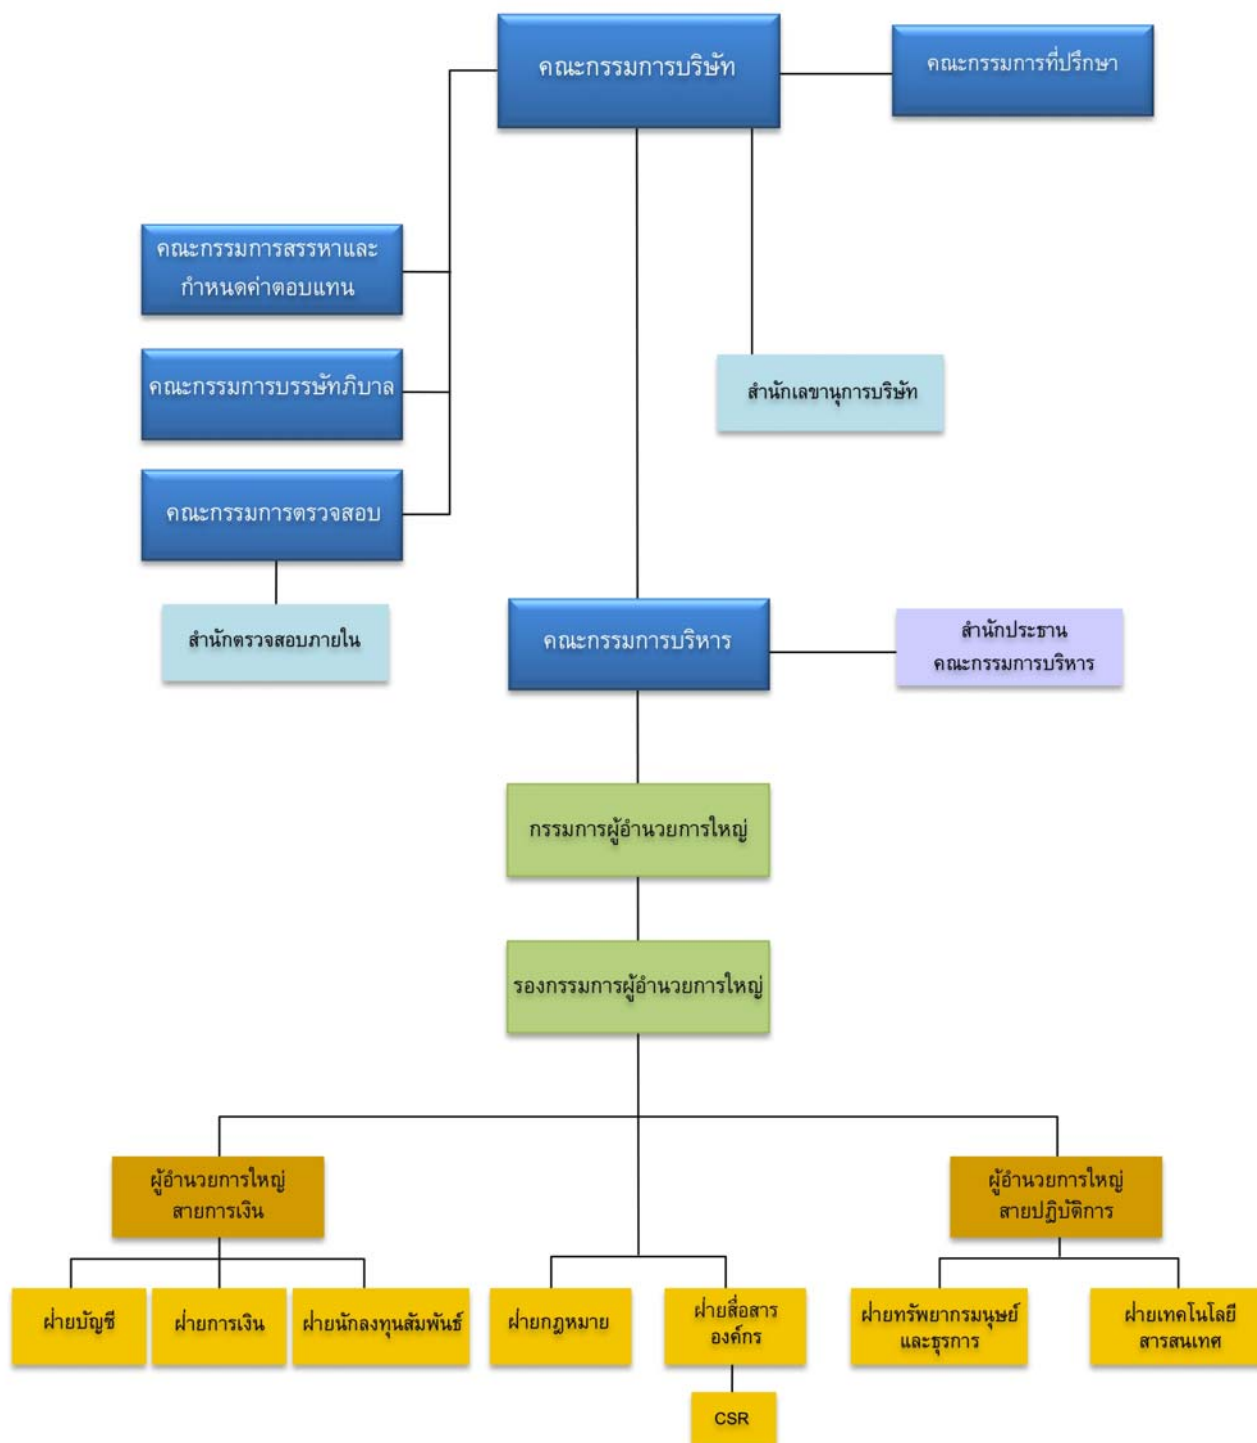 คณะกรรมการบริษัท
คณะกรรมการที่ปรึกษา
คณะกรรมการสรรหาและ
กำหนดค่าตอบแทน
คณะกรรมการบรรษัทภิบาล
สำนักเลขานุการบริษัท
คณะกรรมการตรวจสอบ
สำนักตรวจสอบภายใน
คณะกรรมการบริหาร
สำนักประธาน
คณะกรรมการบริหาร
กรรมการผู้อำนวยการใหญ่
รองกรรมการผู้อำนวยการใหญ่
ผู้อำนวยการใหญ่
สายการเงิน
ผู้อำนวยการใหญ่
สายปฏิบัติการ
ฝ่ายบัญชี
ฝ่ายการเงิน
ฝ่ายนักลงทุนสัมพันธ์
ฝ่ายกฎหมาย
ฝ่ายสื่อสาร
องค์กร
ฝ่ายทรัพยากรมนุษย์
และธุรการ
ฝ่ายเทคโนโลยี
สารสนเทศ
CSR